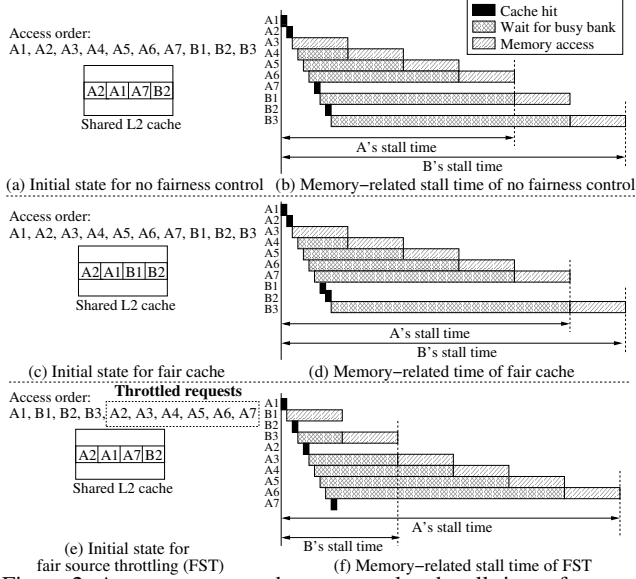 Access order:
A1, A2, A3, A4, A5, A6, A7, B1, B2, B3
A2 A1 A7 B2
Shared L2 cache
(a) Initial state for no fairness control
A1
A2
A3
A4
A5
A6
A7
B1
B2
B3
Cache hit
Wait for busy bank
Memory access
A's stall time
B's stall time
(b) Memory−related stall time of no fairness control
Access order:
A1, A2, A3, A4, A5, A6, A7, B1, B2, B3
A2 A1 B1 B2
Shared L2 cache
(c) Initial state for fair cache
A1
A2
A3
A4
A5
A6
A7
B1
B2
B3
A's stall time
B's stall time
(d) Memory−related time of fair cache
Throttled requests
Access order:
A1, B1, B2, B3, A2, A3, A4, A5, A6, A7
A2 A1 A7 B2
Shared L2 cache
(e) Initial state for
fair source throttling (FST)
A1
B1
B2
B3
A2
A3
A4
A5
A6
A7
A's stall time
B's stall time
(f) Memory−related stall time of FST